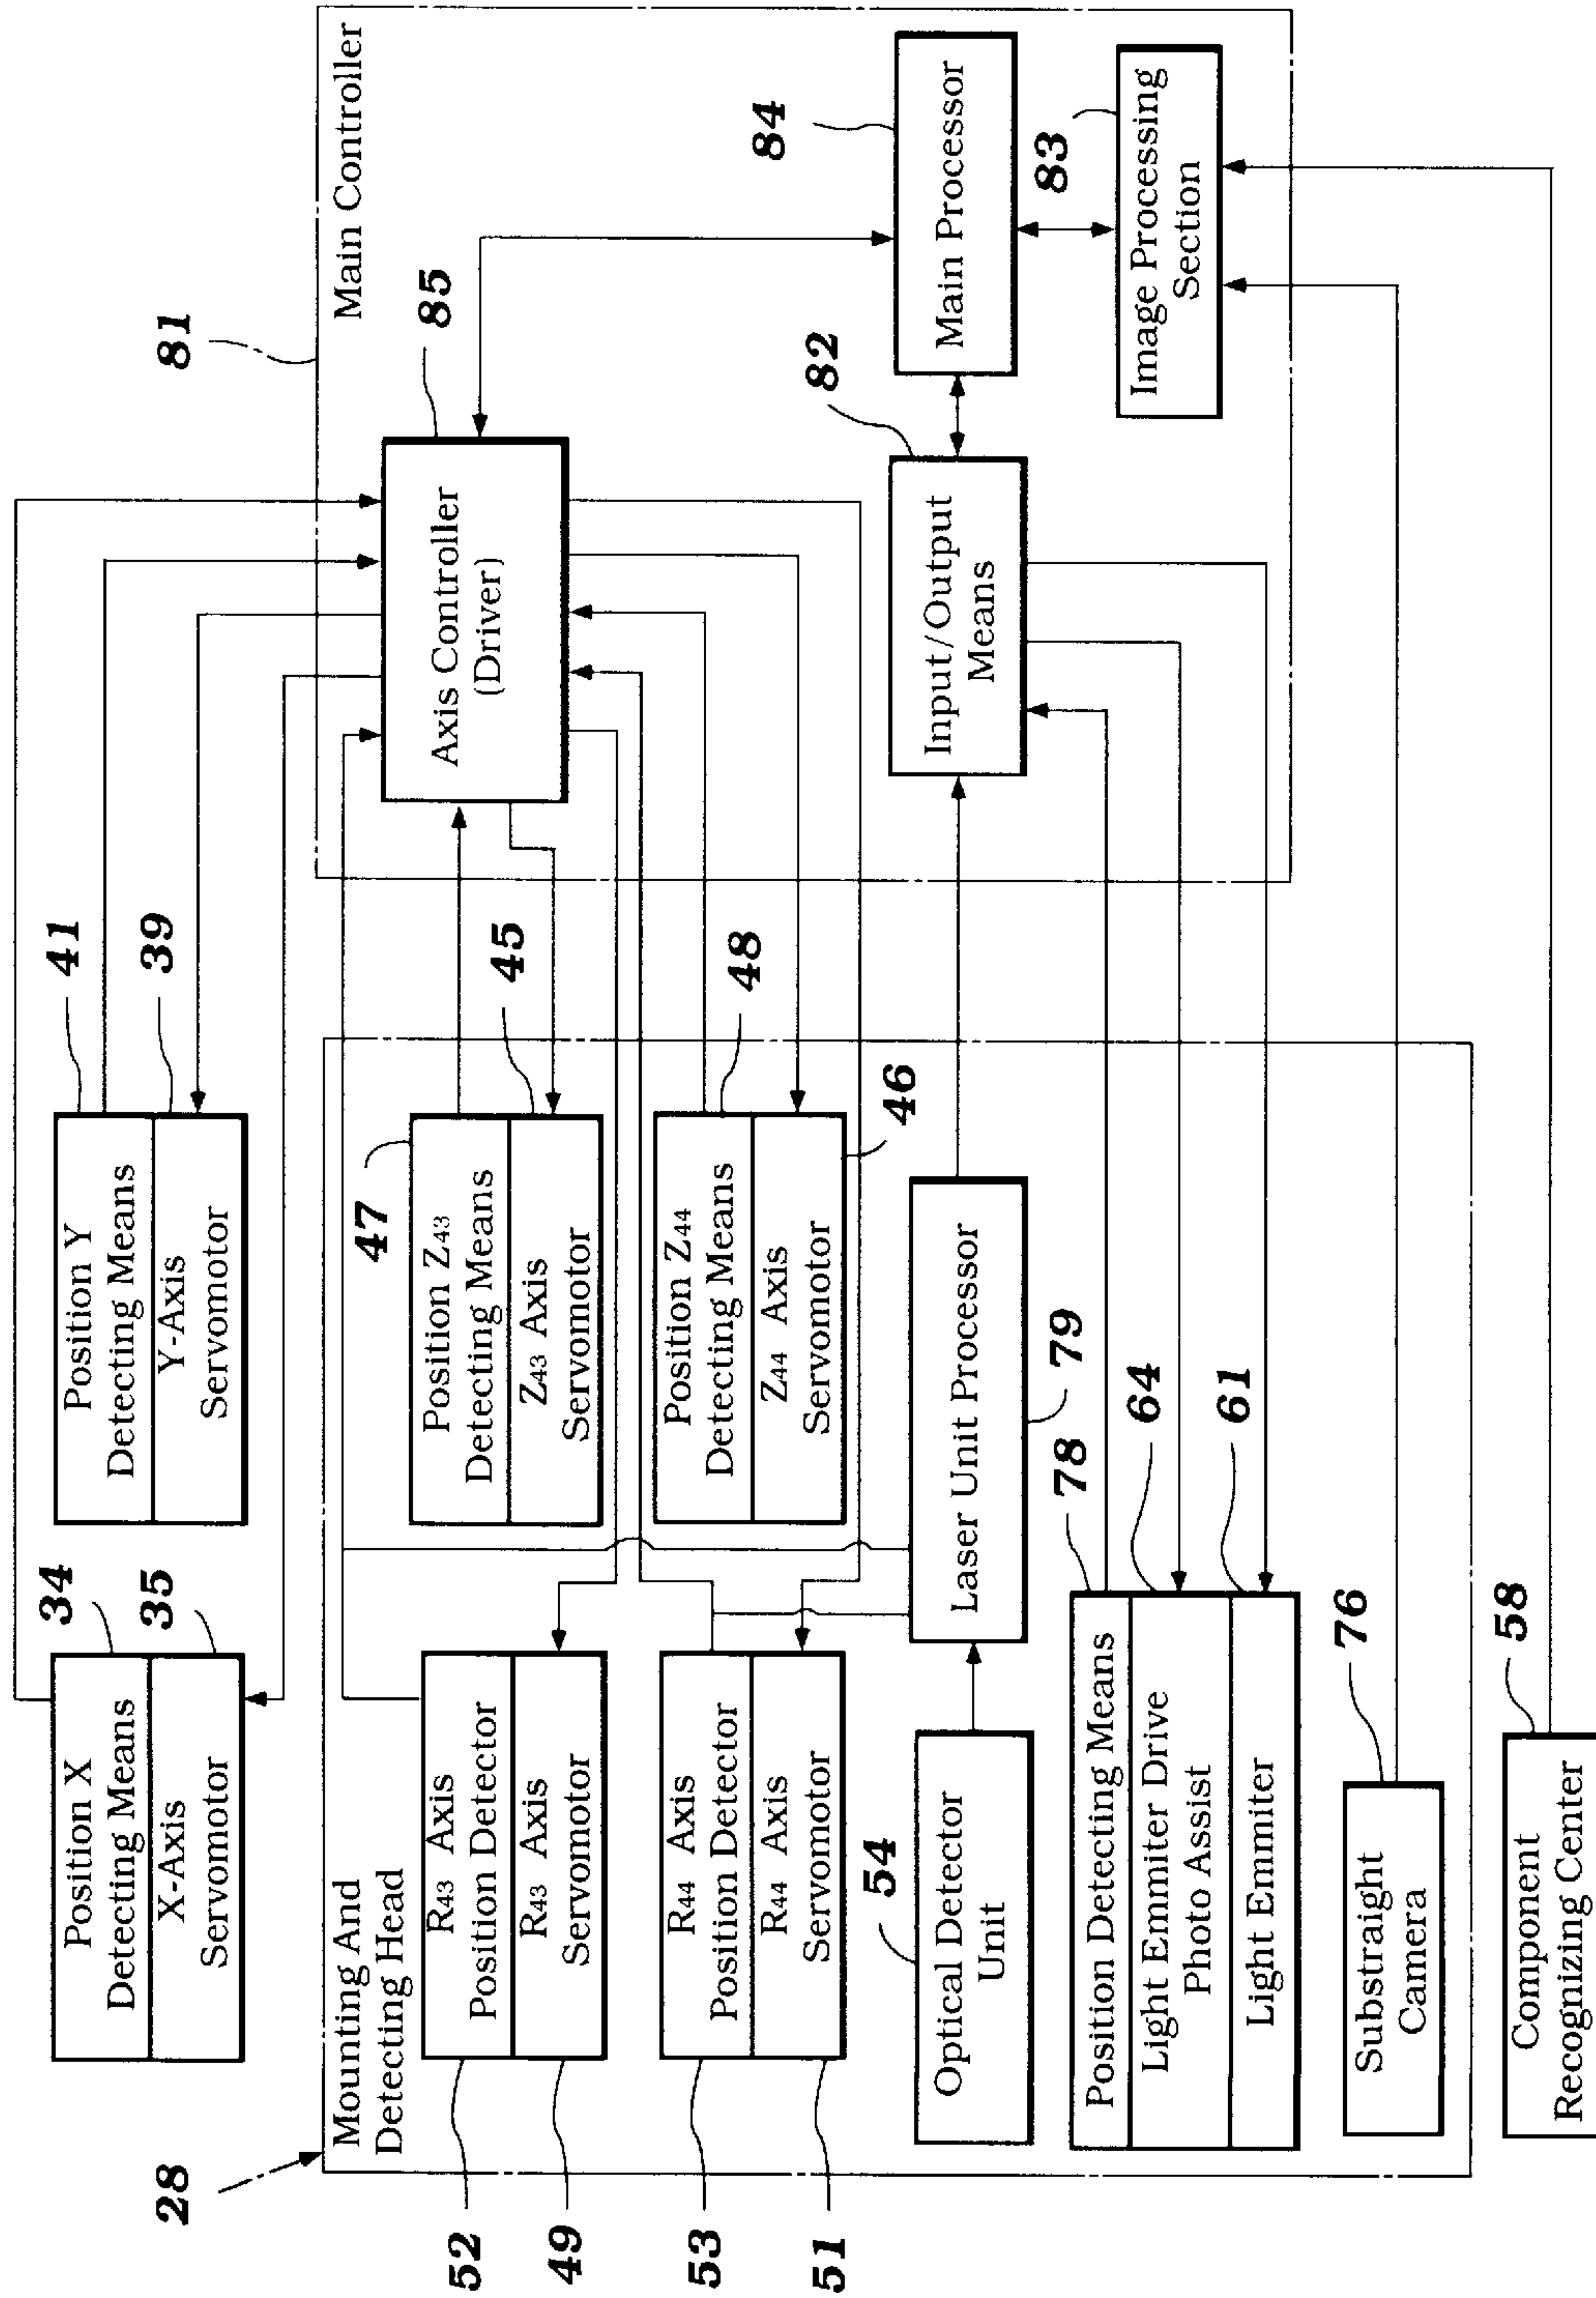 28
Mounting And
Detecting Head
34
Position X
Detecting Means
X-Axis
Servomotor
35
41
Position Y
Detecting Means
Y-Axis
Servomotor
39
81
Main Controller
52
R43 Axis
Position Detector
R43 Axis
Servomotor
49
47
Position Z43
Detecting Means
Z43 Axis
Servomotor
45
Axis Controller
(Driver)
85
53
R44 Axis
Position Detector
R44 Axis
Servomotor
51
48
Position Z44
Detecting Means
Z44 Axis
Servomotor
46
54
Optical Detector
Unit
Laser Unit Processor
79
82
Input/Output
Means
84
Main Processor
83
Image Processing
Section
78
Position Detecting Means
64
Light Emmiter Drive
Photo Assist
61
Light Emmiter
76
Substraight
Camera
58
Component
Recognizing Center